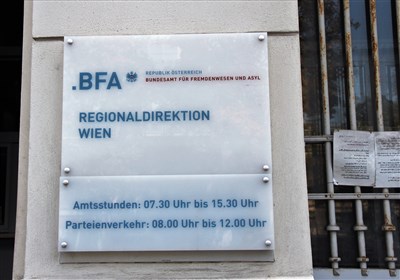 .BFA
REPUBLIK ÖSTERREICH
BUNDESAMT FÜR FREMDENWESEN UND ASYL
REGIONALDIREKTION
WIEN
Amtsstunden: 07.30 Uhr bis 15.30 Uhr
Parteienverkehr: 08.00 Uhr bis 12.00 Uhr